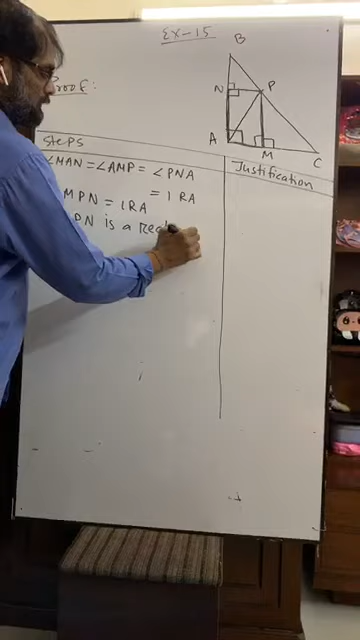 Ex-15
Proof:
B
N
P
A
M
C
Steps
Justification
∠MAN = ∠AMP = ∠PNA
= 1 RA
MPN = 1RA
PN is a Rec